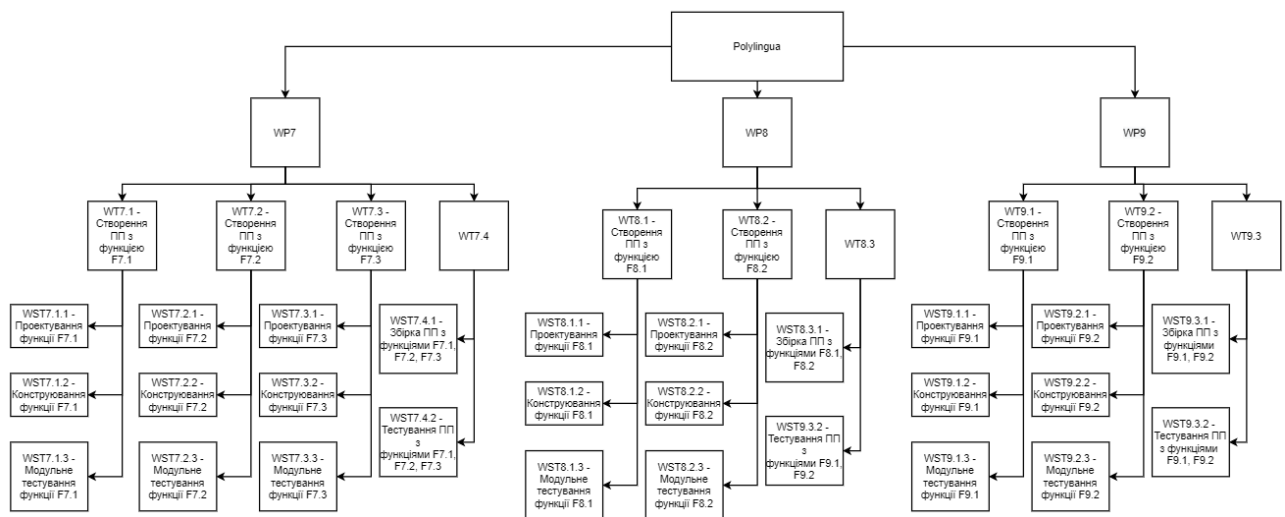 Polylingua
WP7
WP8
WP9
WT7.1 -
Створення
ПП з
функцією
F7.1
WT7.2 -
Створення
ПП з
функцією
F7.2
WT7.3 -
Створення
ПП з
функцією
F7.3
WT7.4
WT8.1 -
Створення
ПП з
функцією
F8.1
WT8.2 -
Створення
ПП з
функцією
F8.2
WT8.3
WT9.1 -
Створення
ПП з
функцією
F9.1
WT9.2 -
Створення
ПП з
функцією
F9.2
WT9.3
WST7.1.1 -
Проектування
функції F7.1
WST7.2.1 -
Проектування
функції F7.2
WST7.3.1 -
Проектування
функції F7.3
WST7.4.1 -
Збірка ПП з
функціями F7.1,
F7.2, F7.3
WST8.1.1 -
Проектування
функції F8.1
WST8.2.1 -
Проектування
функції F8.2
WST8.3.1 -
Збірка ПП з
функціями F8.1,
F8.2
WST9.1.1 -
Проектування
функції F9.1
WST9.2.1 -
Проектування
функції F9.2
WST9.3.1 -
Збірка ПП з
функціями
F9.1, F9.2
WST7.1.2 -
Конструювання
функції F7.1
WST7.2.2 -
Конструювання
функції F7.2
WST7.3.2 -
Конструювання
функції F7.3
WST7.4.2 -
Тестування ПП
з
функціями F7.1,
F7.2, F7.3
WST8.1.2 -
Конструювання
функції F8.1
WST8.2.2 -
Конструювання
функції F8.2
WST9.3.2 -
Тестування ПП
з
функціями F9.1,
F9.2
WST9.1.2 -
Конструювання
функції F9.1
WST9.2.2 -
Конструювання
функції F9.2
WST9.3.2 -
Тестування ПП
з функціями
F9.1, F9.2
WST7.1.3 -
Модульне
тестування
функції F7.1
WST7.2.3 -
Модульне
тестування
функції F7.2
WST7.3.3 -
Модульне
тестування
функції F7.3
WST8.1.3 -
Модульне
тестування
функції F8.1
WST8.2.3 -
Модульне
тестування
функції F8.2
WST9.1.3 -
Модульне
тестування
функції F9.1
WST9.2.3 -
Модульне
тестування
функції F9.2